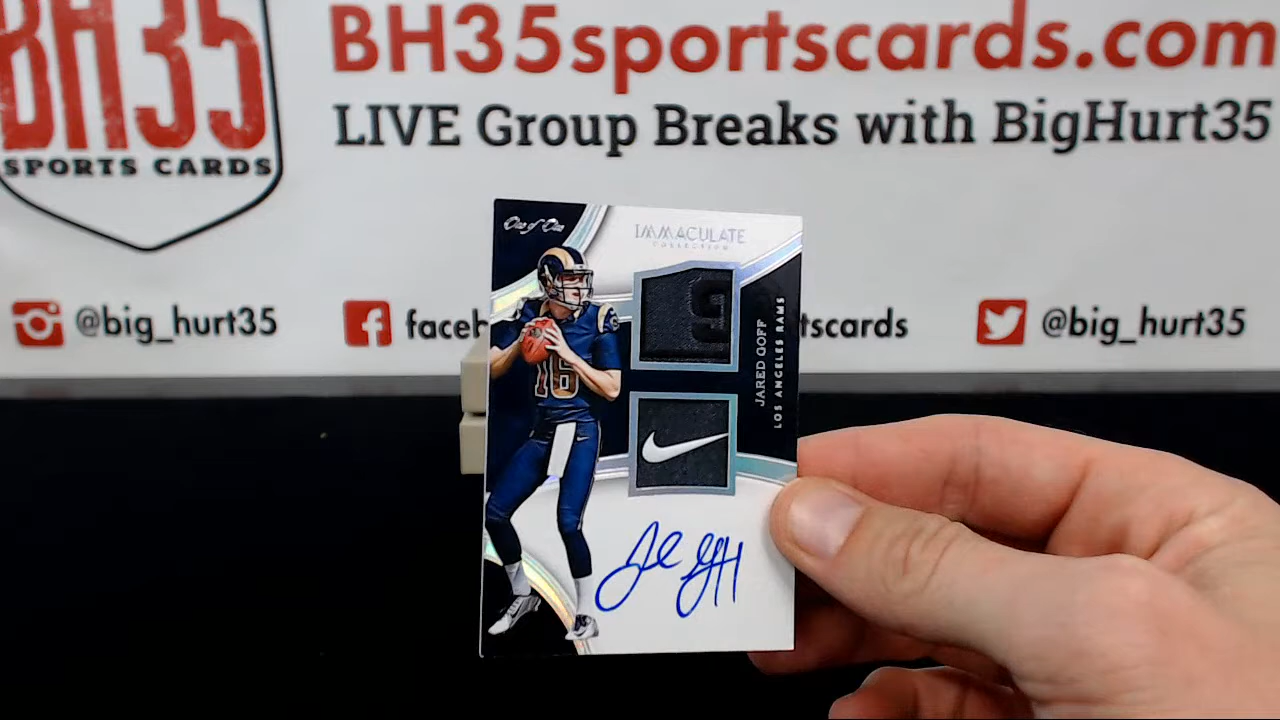 BH35
SPORTS CARDS
BH35sportscards.com
LIVE Group Breaks with BigHurt35
@big_hurt35
faceb
tscards
@big_hurt35
One of One
IMMACULATE
COLLECTION
JARED GOFF
LOS ANGELES RAMS
16